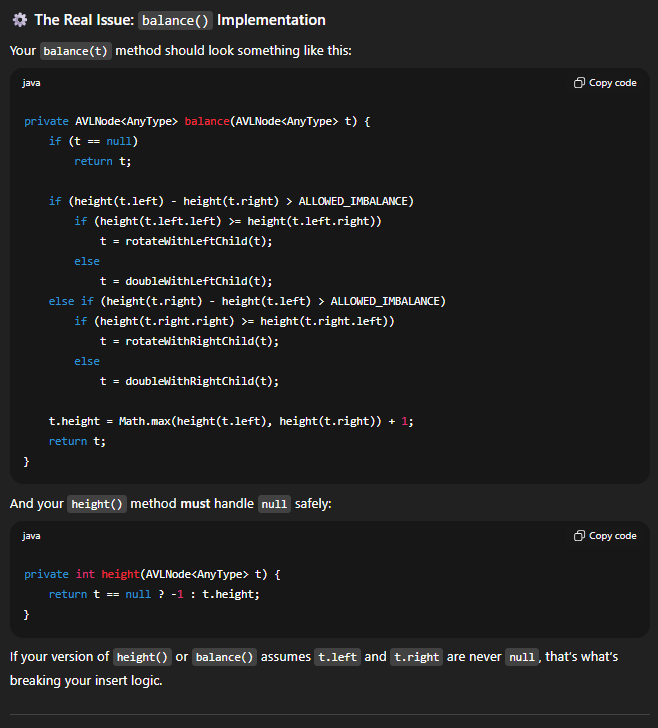 ⚙️ The Real Issue: balance() Implementation
Your balance(t) method should look something like this:
java
Copy code
private AVLNode<AnyType> balance(AVLNode<AnyType> t) {
    if (t == null)
        return t;

    if (height(t.left) - height(t.right) > ALLOWED_IMBALANCE)
        if (height(t.left.left) >= height(t.left.right))
            t = rotateWithLeftChild(t);
        else
            t = doubleWithLeftChild(t);
    else if (height(t.right) - height(t.left) > ALLOWED_IMBALANCE)
        if (height(t.right.right) >= height(t.right.left))
            t = rotateWithRightChild(t);
        else
            t = doubleWithRightChild(t);

    t.height = Math.max(height(t.left), height(t.right)) + 1;
    return t;
}
And your height() method must handle null safely:
java
Copy code
private int height(AVLNode<AnyType> t) {
    return t == null ? -1 : t.height;
}
If your version of height() or balance() assumes t.left and t.right are never null, that's what's
breaking your insert logic.